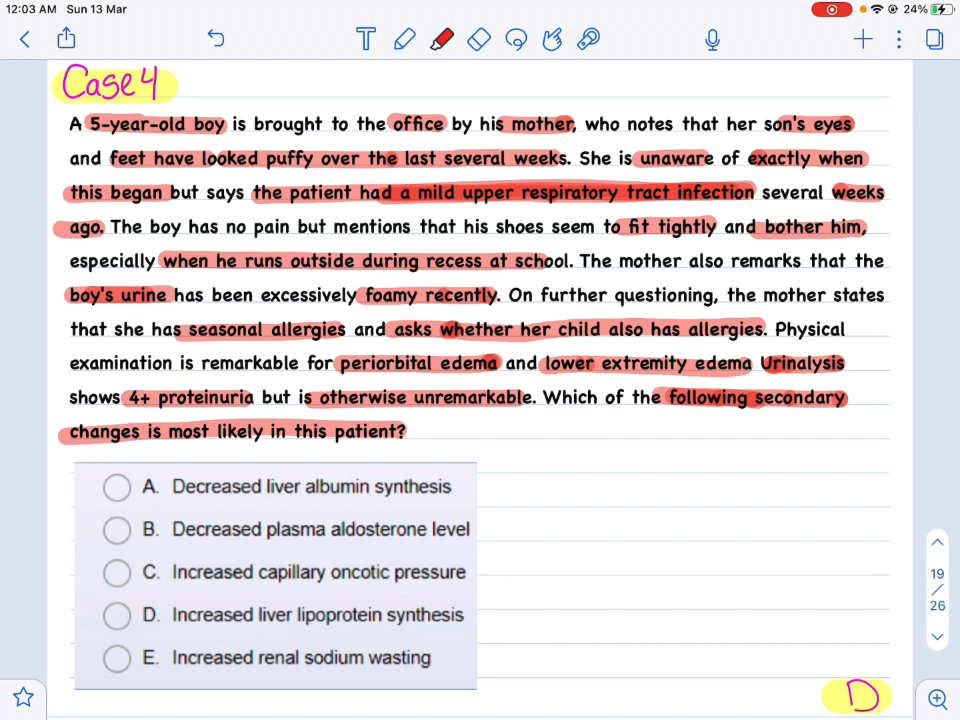 12:03 AM Sun 13 Mar
24%
Case 4
A 5-year-old boy is brought to the office by his mother, who notes that her son's eyes
and feet have looked puffy over the last several weeks. She is unaware of exactly when
this began but says the patient had a mild upper respiratory tract infection several weeks
ago. The boy has no pain but mentions that his shoes seem to fit tightly and bother him,
especially when he runs outside during recess at school. The mother also remarks that the
boy's urine has been excessively foamy recently. On further questioning, the mother states
that she has seasonal allergies and asks whether her child also has allergies. Physical
examination is remarkable for periorbital edema and lower extremity edema Urinalysis
shows 4+ proteinuria but is otherwise unremarkable. Which of the following secondary
changes is most likely in this patient?
A. Decreased liver albumin synthesis
B. Decreased plasma aldosterone level
C. Increased capillary oncotic pressure
D. Increased liver lipoprotein synthesis
E. Increased renal sodium wasting
19
/
26
D